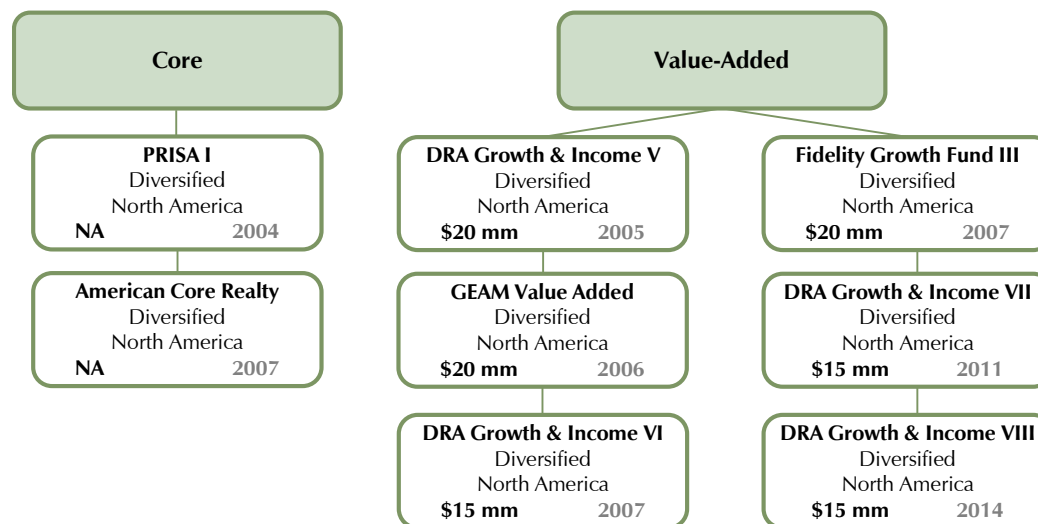 Core
PRISA I
Diversified
North America
NA 2004
American Core Realty
Diversified
North America
NA 2007
Value-Added
DRA Growth & Income V
Diversified
North America
$20 mm 2005
GEAM Value Added
Diversified
North America
$20 mm 2006
DRA Growth & Income VI
Diversified
North America
$15 mm 2007
Fidelity Growth Fund III
Diversified
North America
$20 mm 2007
DRA Growth & Income VII
Diversified
North America
$15 mm 2011
DRA Growth & Income VIII
Diversified
North America
$15 mm 2014